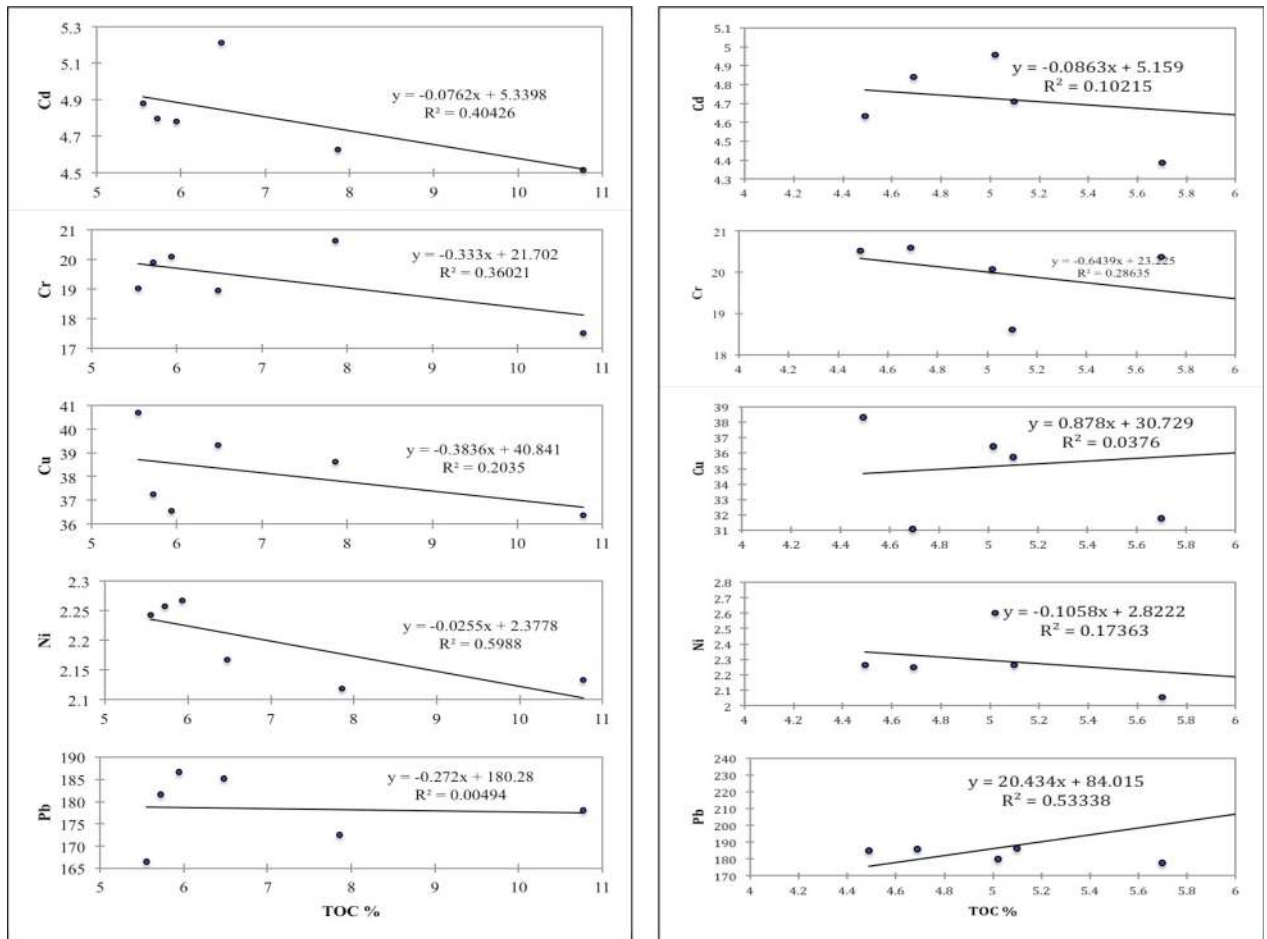 5.3
5.1
4.9
4.7
4.5
Cd
y = -0.0762x + 5.3398
R² = 0.40426
5 6 7 8 9 10 11
21
20
19
18
17
Cr
y = -0.333x + 21.702
R² = 0.36021
5 6 7 8 9 10 11
41
40
39
38
37
36
Cu
y = -0.3836x + 40.841
R² = 0.2035
5 6 7 8 9 10 11
2.3
2.25
2.2
2.15
2.1
Ni
y = -0.0255x + 2.3778
R² = 0.5988
5 6 7 8 9 10 11
190
185
180
175
170
165
Pb
y = -0.272x + 180.28
R² = 0.00494
5 6 7 8 9 10 11
TOC %
5.1
5
4.9
4.8
4.7
4.6
4.5
4.4
4.3
Cd
y = -0.0863x + 5.159
R² = 0.10215
4 4.2 4.4 4.6 4.8 5 5.2 5.4 5.6 5.8 6
21
20
19
18
Cr
y = -0.6439x + 23.225
R² = 0.28635
4 4.2 4.4 4.6 4.8 5 5.2 5.4 5.6 5.8 6
39
38
37
36
35
34
33
32
31
Cu
y = 0.878x + 30.729
R² = 0.0376
4 4.2 4.4 4.6 4.8 5 5.2 5.4 5.6 5.8 6
2.8
2.7
2.6
2.5
2.4
2.3
2.2
2.1
2
Ni
y = -0.1058x + 2.8222
R² = 0.17363
4 4.2 4.4 4.6 4.8 5 5.2 5.4 5.6 5.8 6
240
230
220
210
200
190
180
170
Pb
y = 20.434x + 84.015
R² = 0.53338
4 4.2 4.4 4.6 4.8 5 5.2 5.4 5.6 5.8 6
TOC %